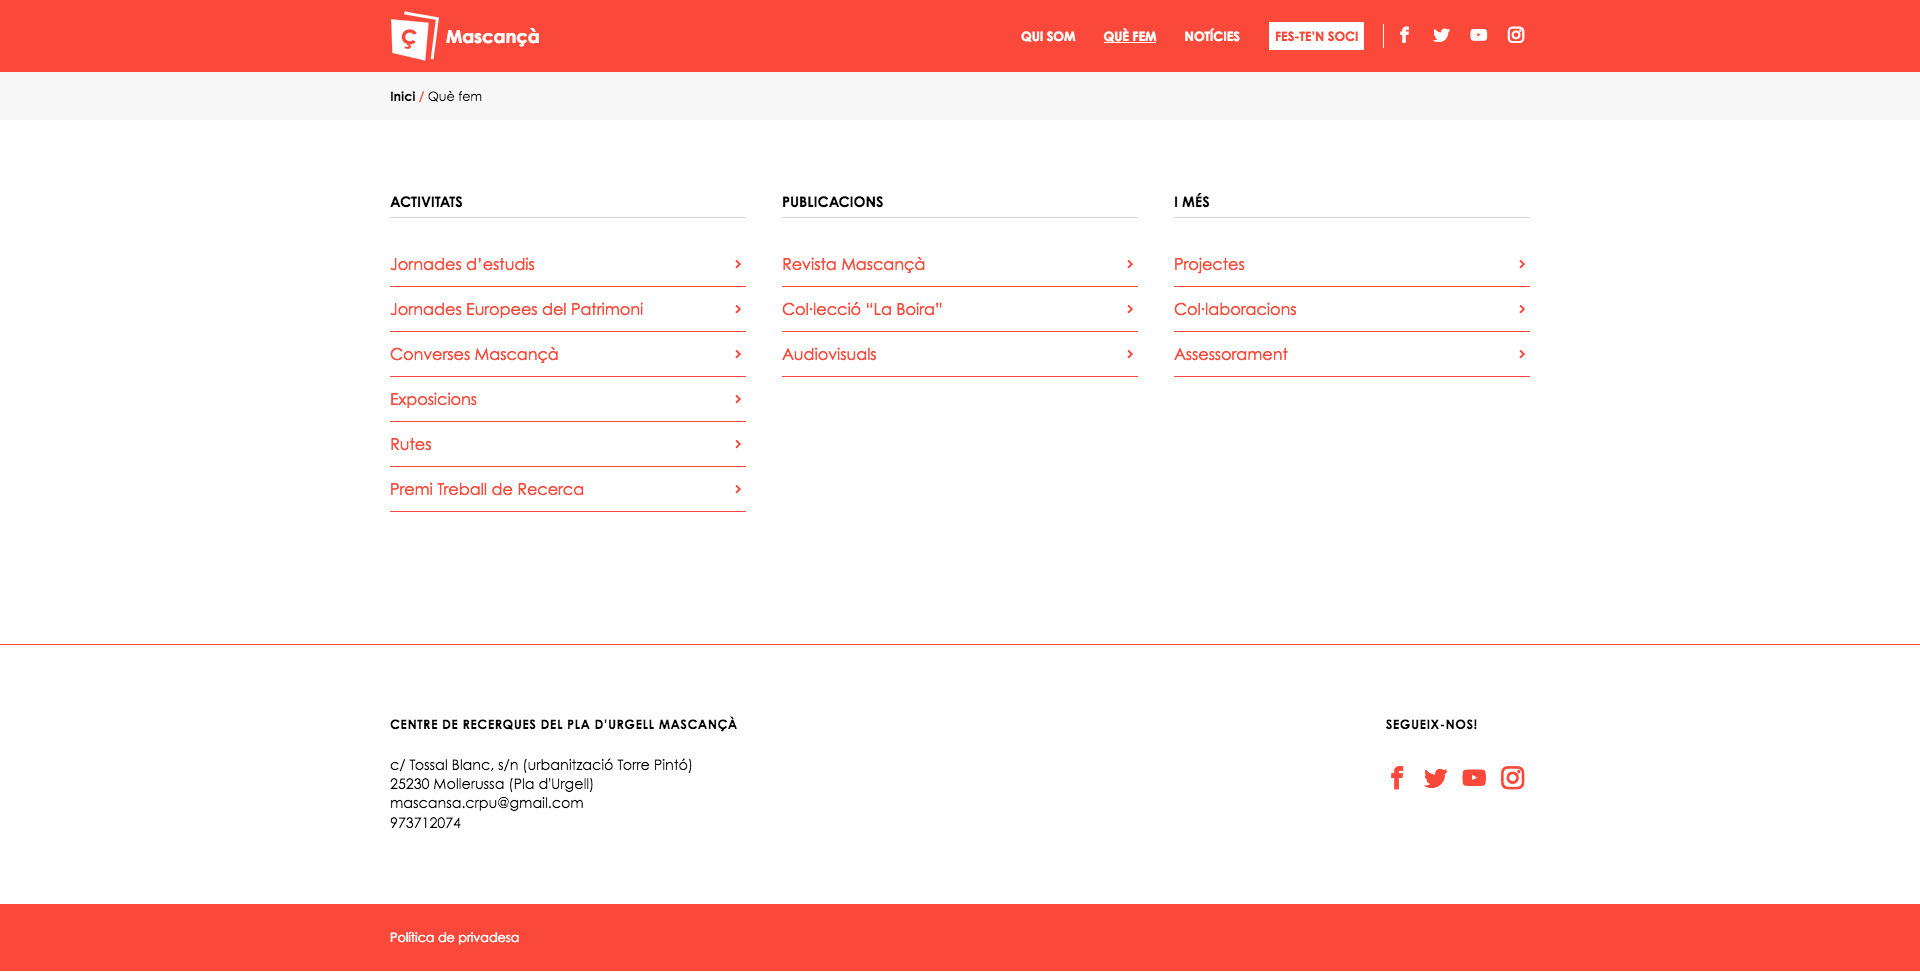 Ç Mascançà
QUI SOM
QUÈ FEM
NOTÍCIES
FES-TE'N SOCI
Inici / Què fem
ACTIVITATS
Jornades d’estudis
Jornades Europees del Patrimoni
Converses Mascançà
Exposicions
Rutes
Premi Treball de Recerca
PUBLICACIONS
Revista Mascançà
Col·lecció “La Boira”
Audiovisuals
I MÉS
Projectes
Col·laboracions
Assessorament
CENTRE DE RECERQUES DEL PLA D'URGELL MASCANÇÀ
c/ Tossal Blanc, s/n (urbanització Torre Pintó)
25230 Mollerussa (Pla d'Urgell)
mascansa.crpu@gmail.com
973712074
SEGUEIX-NOS!
Política de privadesa